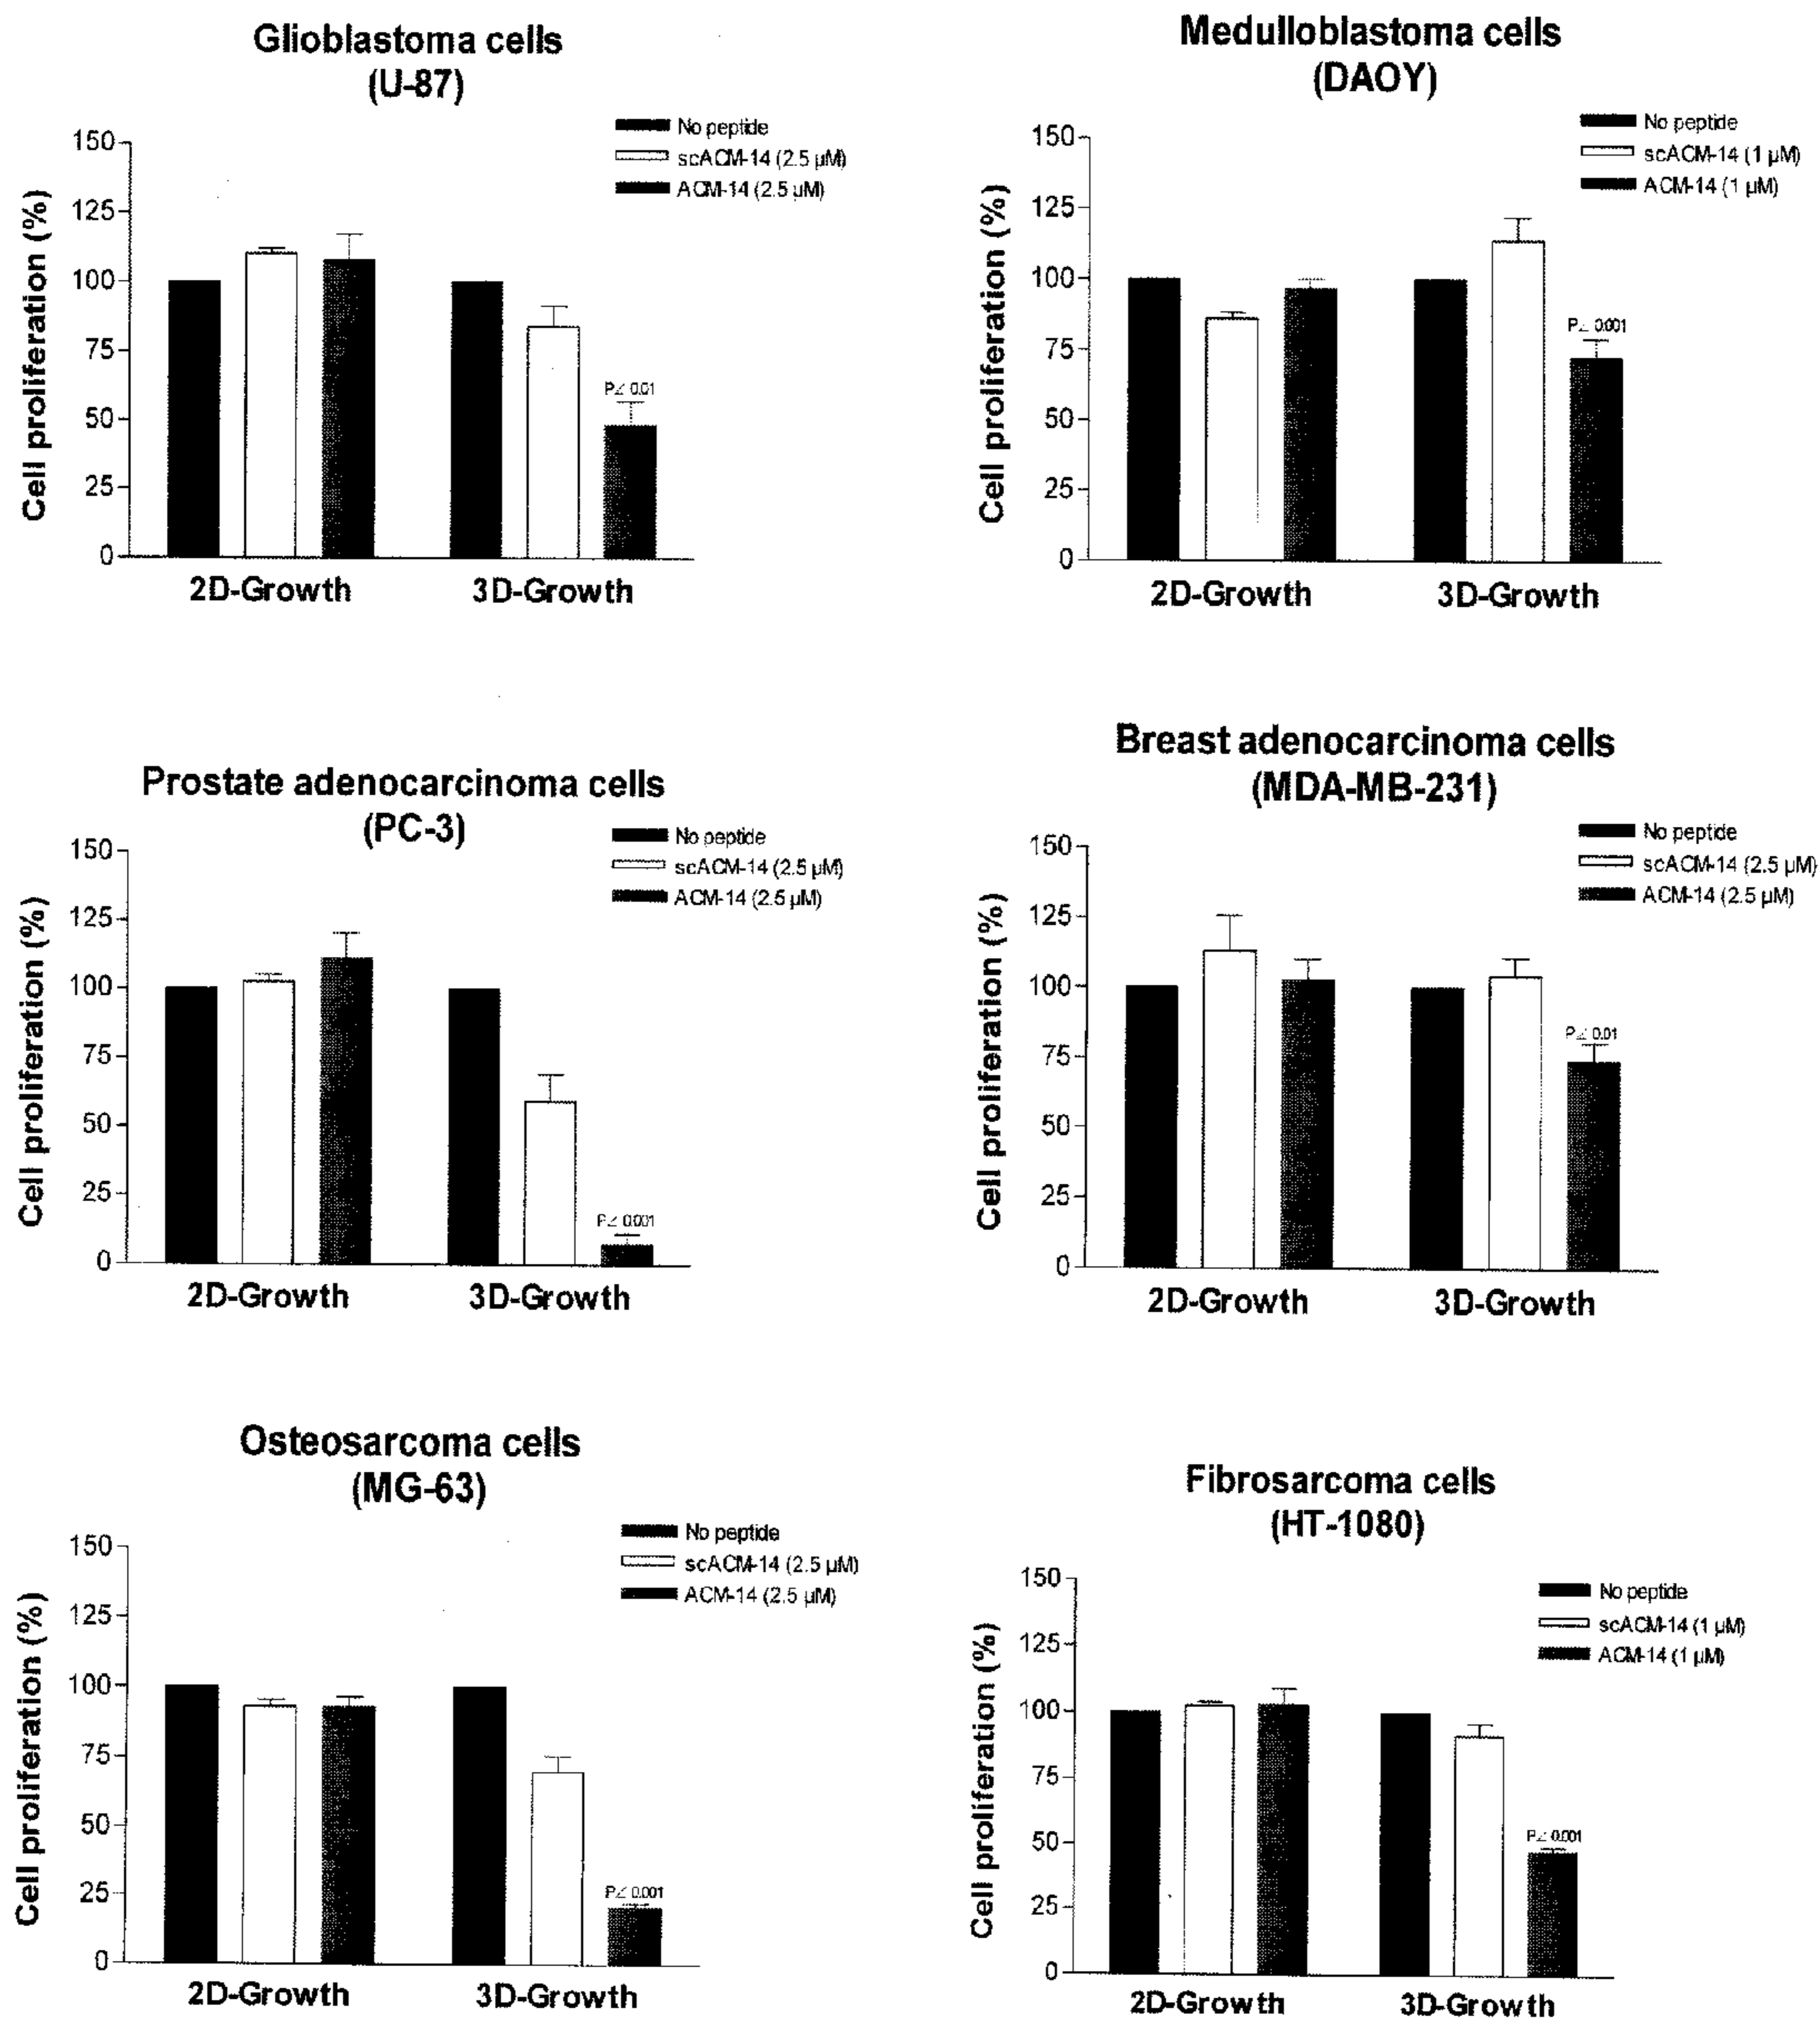 Glioblastoma cells
(U-87)
No peptide
scACM-14 (2.5 µM)
ACM-14 (2.5 µM)
Cell proliferation (%)
150
125
100
75
50
25
0
P< 0.01
2D-Growth
3D-Growth
Medulloblastoma cells
(DAOY)
No peptide
scACM-14 (1 µM)
ACM-14 (1 µM)
Cell proliferation (%)
150
125
100
75
50
25
0
P< 0.001
2D-Growth
3D-Growth
Prostate adenocarcinoma cells
(PC-3)
No peptide
scACM-14 (2.5 µM)
ACM-14 (2.5 µM)
Cell proliferation (%)
150
125
100
75
50
25
0
P< 0.001
2D-Growth
3D-Growth
Breast adenocarcinoma cells
(MDA-MB-231)
No peptide
scACM-14 (2.5 µM)
ACM-14 (2.5 µM)
Cell proliferation (%)
150
125
100
75
50
25
0
P< 0.01
2D-Growth
3D-Growth
Osteosarcoma cells
(MG-63)
No peptide
scACM-14 (2.5 µM)
ACM-14 (2.5 µM)
Cell proliferation (%)
150
125
100
75
50
25
0
P< 0.001
2D-Growth
3D-Growth
Fibrosarcoma cells
(HT-1080)
No peptide
scACM-14 (1 µM)
ACM-14 (1 µM)
Cell proliferation (%)
150
125
100
75
50
25
0
P< 0.001
2D-Growth
3D-Growth